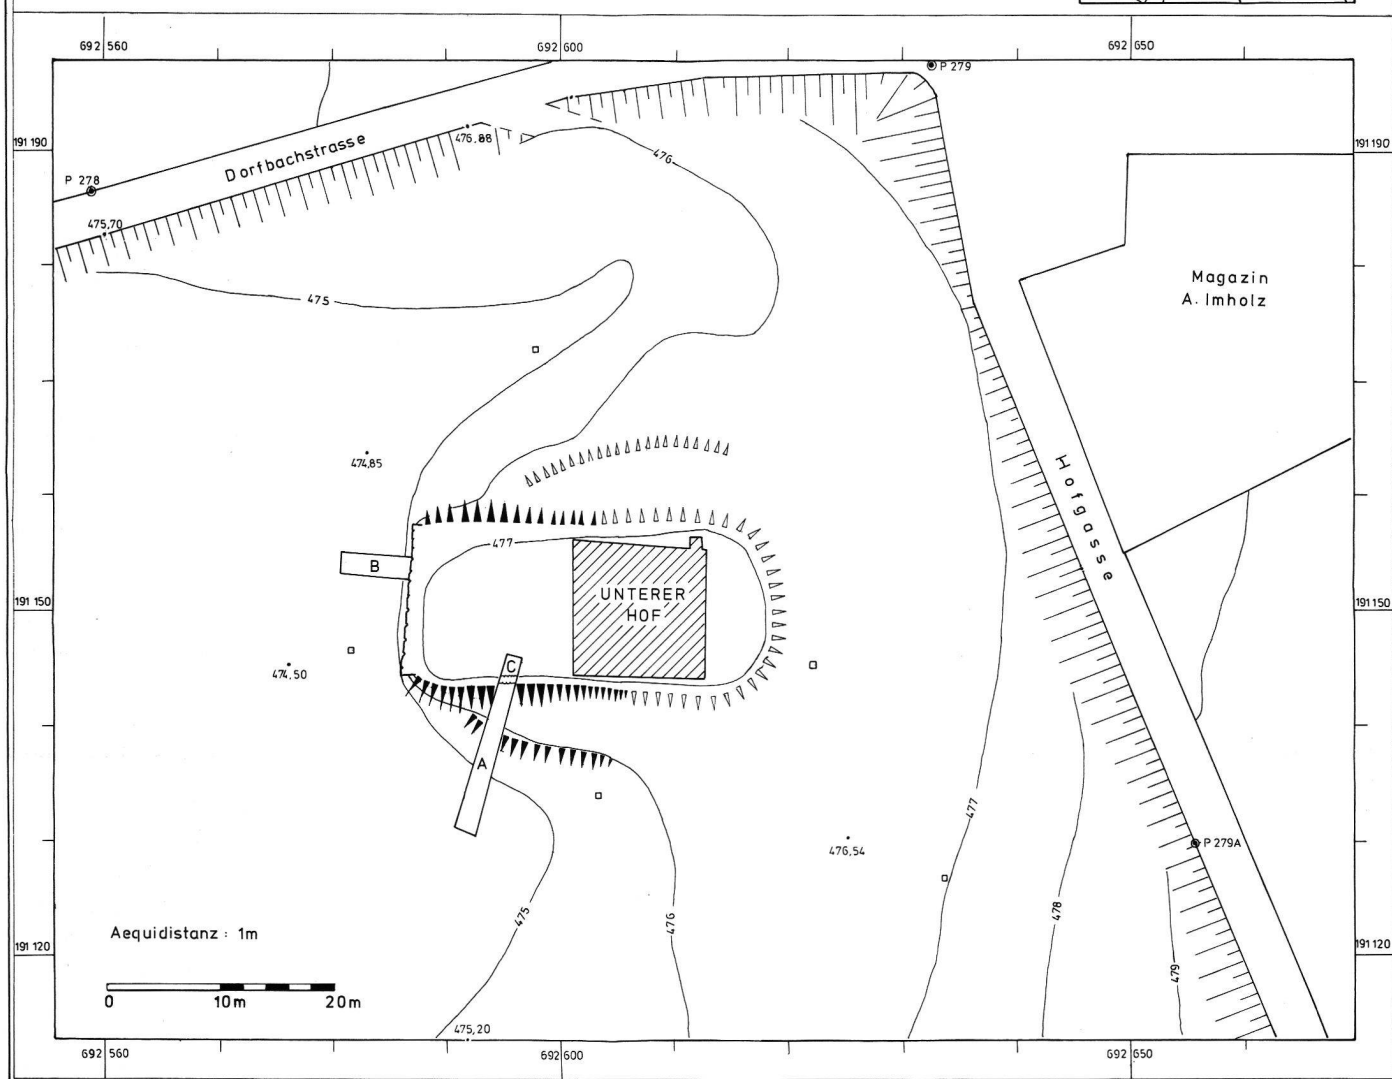 692 560
692 600
692 650
P 279
191 190
Dorfbachstrasse
476,88
476
191 190
P 278
475,70
475
Magazin
A. Imholz
474,85
Hofgasse
477
B
191 150
UNTERER
HOF
191 150
474,50
C
A
477
476,54
P 279A
475
476
478
Aequidistanz : 1m
191 120
191 120
479
0
10m
20m
475,20
692 560
692 600
692 650